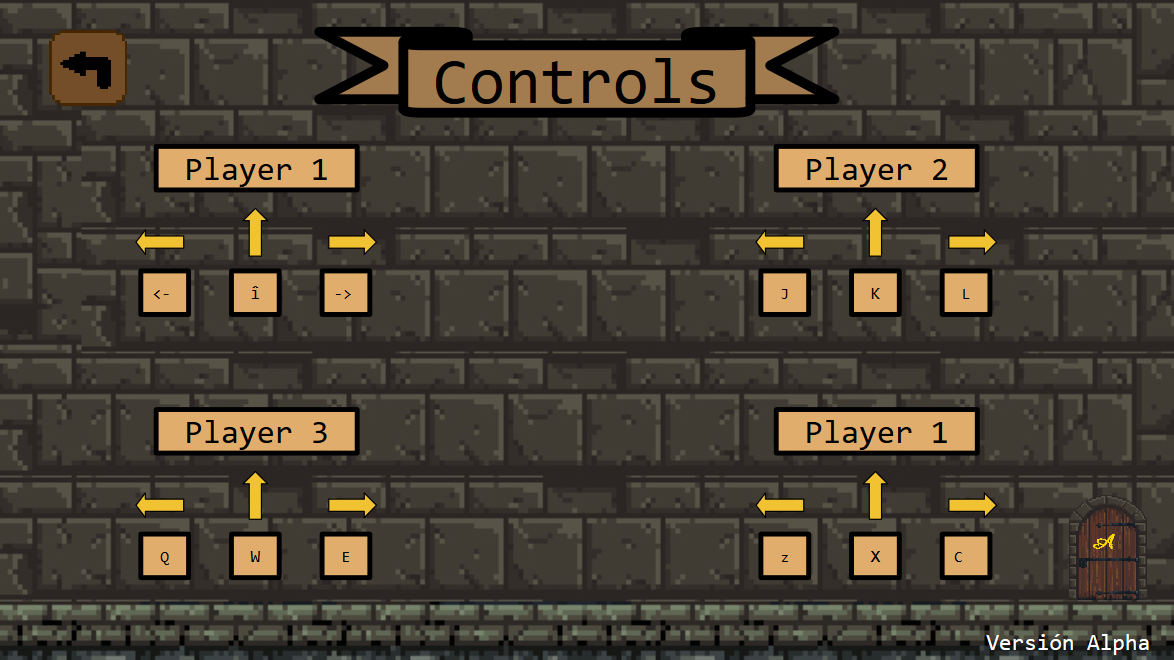 Controls
Player 1
Player 2
<- î ->
J K L
Player 3
Player 1
Q W E
z X C
A
Versión Alpha